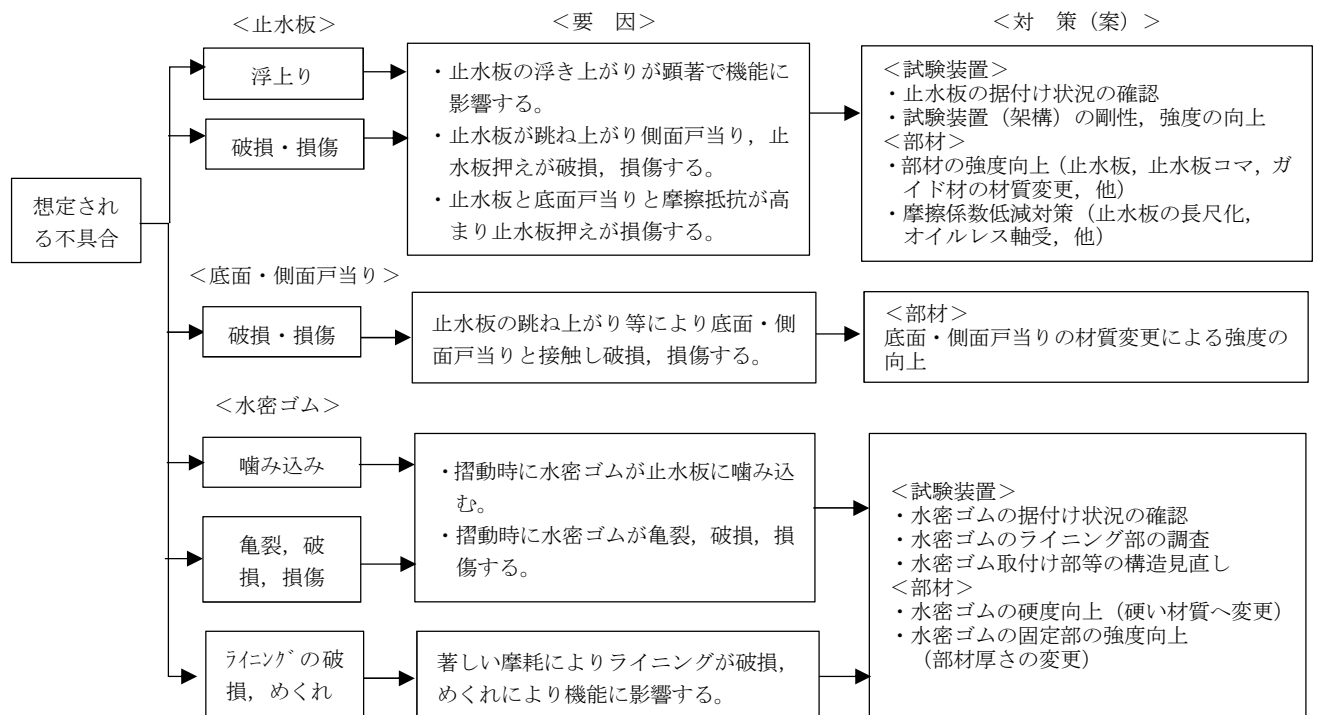 ＜止水板＞
＜要　因＞
＜対　策（案）＞
想定され
る不具合
浮上り
破損・損傷
・止水板の浮き上がりが顕著で機能に
影響する。
・止水板が跳ね上がり側面戸当り，止
水板押えが破損，損傷する。
・止水板と底面戸当りと摩擦抵抗が高
まり止水板押えが損傷する。
＜試験装置＞
・止水板の据付け状況の確認
・試験装置（架構）の剛性，強度の向上
＜部材＞
・部材の強度向上（止水板，止水板コマ，ガ
イド材の材質変更，他）
・摩擦係数低減対策（止水板の長尺化，
オイルレス軸受，他）
＜底面・側面戸当り＞
破損・損傷
止水板の跳ね上がり等により底面・側
面戸当りと接触し破損，損傷する。
＜部材＞
底面・側面戸当りの材質変更による強度の
向上
＜水密ゴム＞
噛み込み
亀裂，破
損，損傷
・摺動時に水密ゴムが止水板に噛み込
む。
・摺動時に水密ゴムが亀裂，破損，損
傷する。
ﾗｲﾆﾝｸﾞの破
損，めくれ
著しい摩耗によりライニングが破損，
めくれにより機能に影響する。
＜試験装置＞
・水密ゴムの据付け状況の確認
・水密ゴムのライニング部の調査
・水密ゴム取付け部等の構造見直し
＜部材＞
・水密ゴムの硬度向上（硬い材質へ変更）
・水密ゴムの固定部の強度向上
（部材厚さの変更）